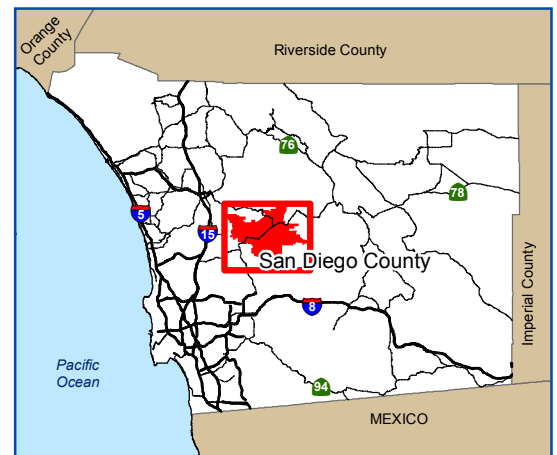 Orange
County
Riverside County
76
78
5
15
San Diego County
Imperial County
8
Pacific
Ocean
94
MEXICO